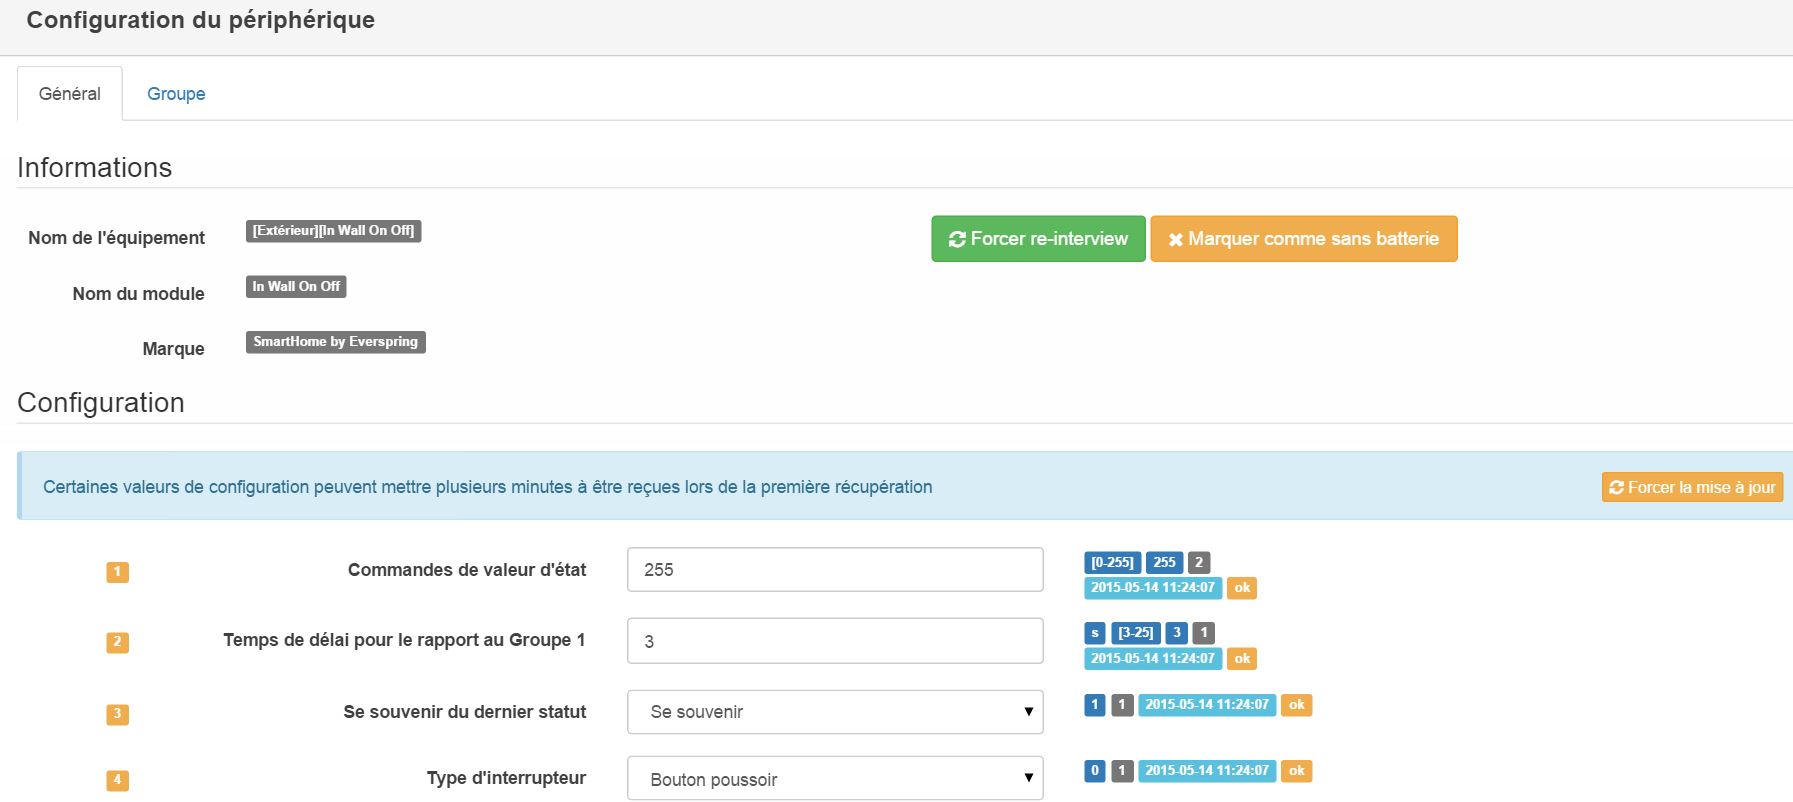 Configuration du périphérique
Général Groupe
Informations
Nom de l'équipement [Extérieur][In Wall On Off] Forcer re-interview Marquer comme sans batterie
Nom du module In Wall On Off
Marque SmartHome by Everspring
Configuration
Certaines valeurs de configuration peuvent mettre plusieurs minutes à être reçues lors de la première récupération Forcer la mise à jour
1 Commandes de valeur d'état 255 [0-255] 255 2
2015-05-14 11:24:07 ok
2 Temps de délai pour le rapport au Groupe 1 3 s [3-25] 3 1
2015-05-14 11:24:07 ok
3 Se souvenir du dernier statut Se souvenir 1 1 2015-05-14 11:24:07 ok
4 Type d'interrupteur Bouton poussoir 0 1 2015-05-14 11:24:07 ok